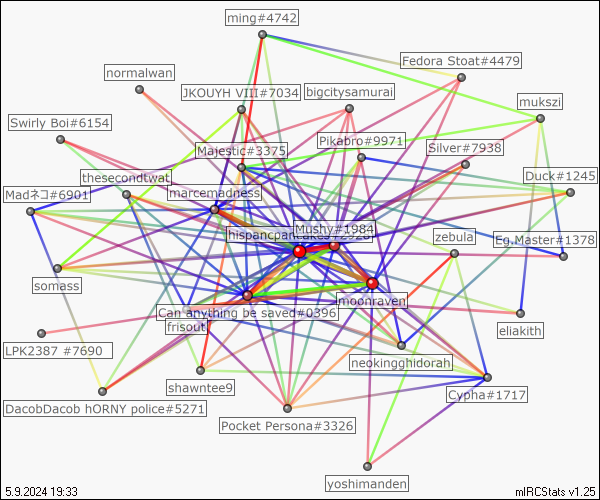 ming#4742
Fedora Stoat#4479
normalwan
JKOUYH VIII#7034
bigcitysamurai
mukszi
Swirly Boi#6154
Pikabro#9971
Majestic#3375
Silver#7938
thesecondtwat
Duck#1245
Madネコ#6901
marcemadness
Mushy#1984
zebula
Eg.Master#1378
somass
moonraven
Can anything be saved#0396
frisout
eliakith
LPK2387 #7690
neokingghidorah
shawntee9
Cypha#1717
DacobDacob hORNY police#5271
Pocket Persona#3326
yoshimanden
5.9.2024 19:33
mIRCStats v1.25